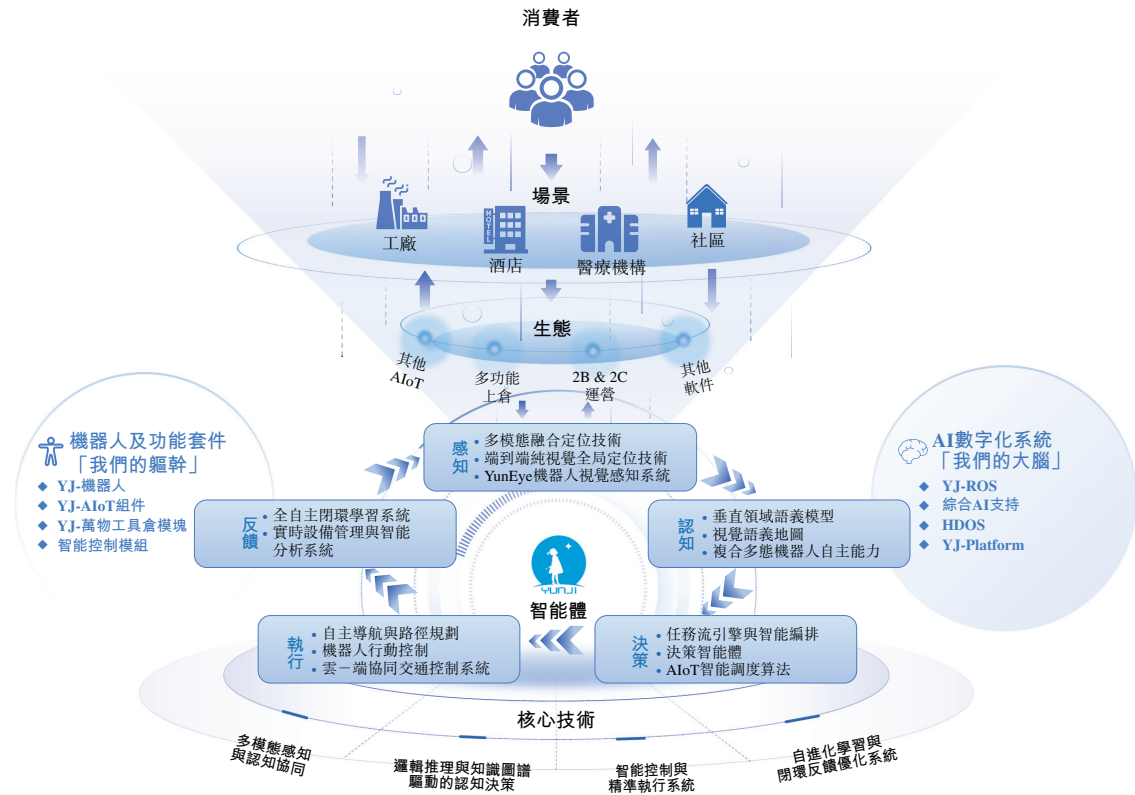 消費者
場景
工廠
酒店
醫療機構
社區
HOTEL
生態
其他
AIoT
多功能
上倉
2B & 2C
運營
其他
軟件
機器人及功能套件
「我們的軀幹」
◆ YJ-機器人
◆ YJ-AIoT組件
◆ YJ-萬物工具倉模塊
◆ 智能控制模組
AI數字化系統
「我們的大腦」
◆ YJ-ROS
◆ 綜合AI支持
◆ HDOS
◆ YJ-Platform
感知
• 多模態融合定位技術
• 端到端純視覺全局定位技術
• YunEye機器人視覺感知系統
反饋
• 全自主閉環學習系統
• 實時設備管理與智能
分析系統
認知
• 垂直領域語義模型
• 視覺語義地圖
• 複合多態機器人自主能力
YUNJI
智能體
執行
• 自主導航與路徑規劃
• 機器人行動控制
• 雲－端協同交通控制系統
決策
• 任務流引擎與智能編排
• 決策智能體
• AIoT智能調度算法
核心技術
多模態感知
與認知協同
邏輯推理與知識圖譜
驅動的認知決策
智能控制與
精準執行系統
自進化學習與
閉環反饋優化系統